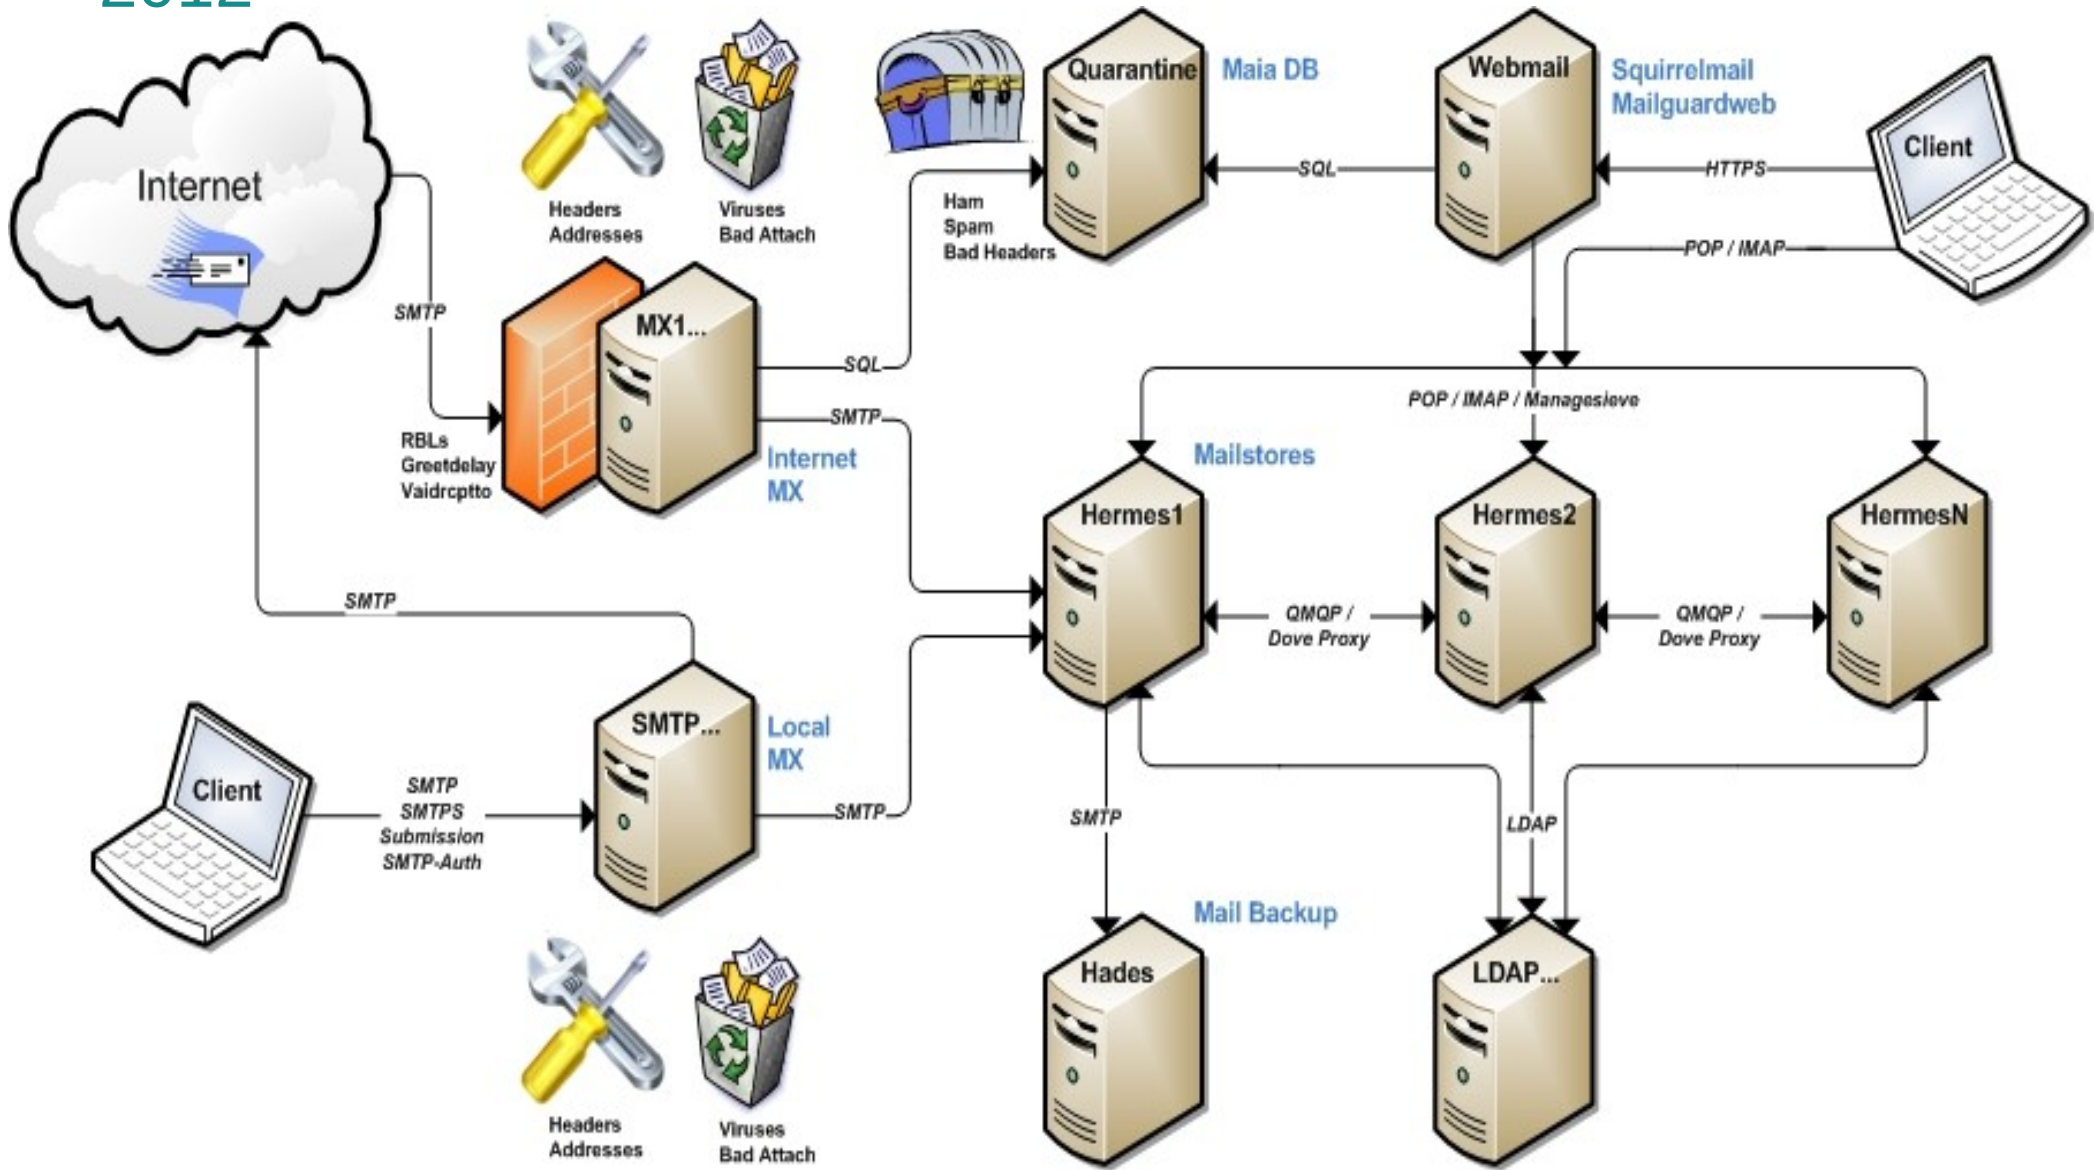 2012
Internet
Headers
Addresses
Viruses
Bad Attach
Ham
Spam
Bad Headers
Quarantine
Maia DB
SQL
Webmail
Squirrelmail
Mailguardweb
HTTPS
Client
POP / IMAP
SMTP
RBLs
Greetdelay
Vaidrcptto
MX1...
Internet
MX
SQL
SMTP
POP / IMAP / Managesieve
Mailstores
Hermes1
QMQP /
Dove Proxy
Hermes2
QMQP /
Dove Proxy
HermesN
SMTP
Client
SMTP
SMTPS
Submission
SMTP-Auth
SMTP...
Local
MX
SMTP
SMTP
LDAP
Mail Backup
Hades
LDAP...
Headers
Addresses
Viruses
Bad Attach